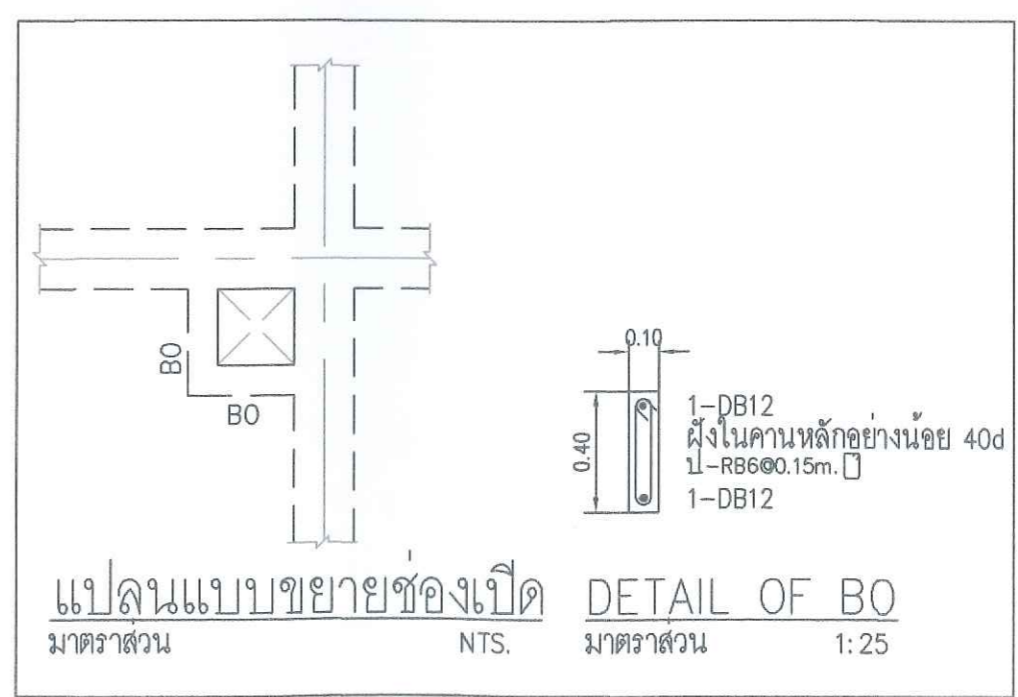 BO
BO
แปลนแบบขยายช่องเปิด
มาตราส่วน NTS.
0.10
0.40
1-DB12
ฝังในคานหลักอย่างน้อย 40d
ป-RB6@0.15m.
1-DB12
DETAIL OF BO
มาตราส่วน 1:25